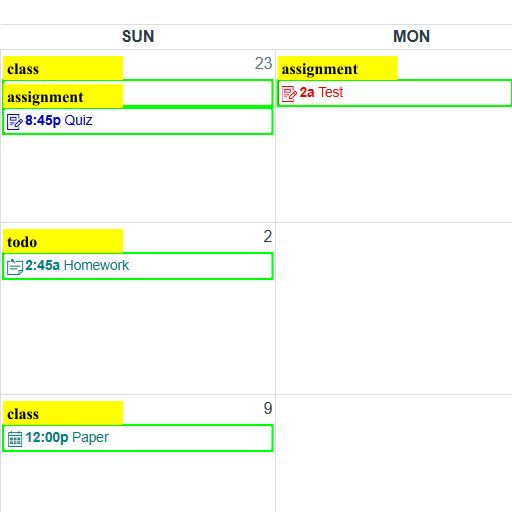 SUN MON
class 23
assignment
assignment
2a Test
8:45p Quiz
todo 2
2:45a Homework
class 9
12:00p Paper